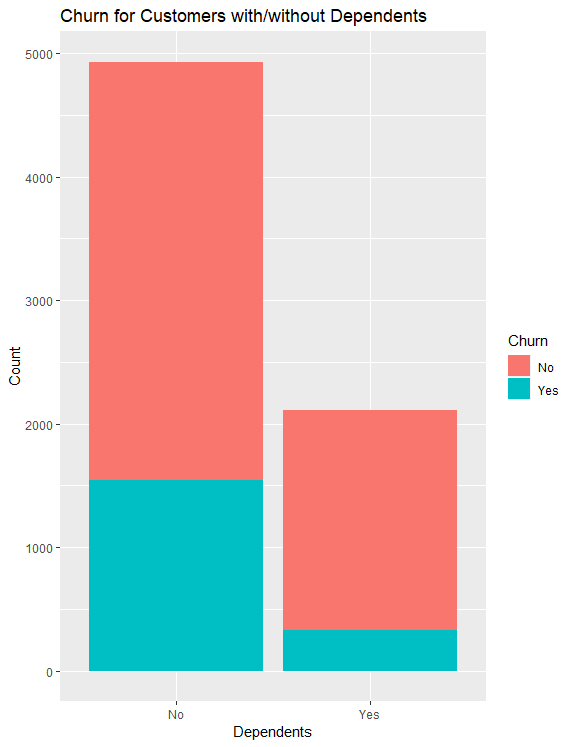 Churn for Customers with/without Dependents
5000
4000
3000
2000
1000
0
Count
No
Yes
Dependents
Churn
No
Yes